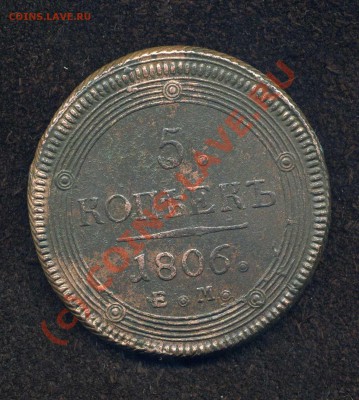 COINS.LAVE.RU
5.
КОПѢЕКЪ
1806.
Е • М •
(c) COINS.LAVE.RU